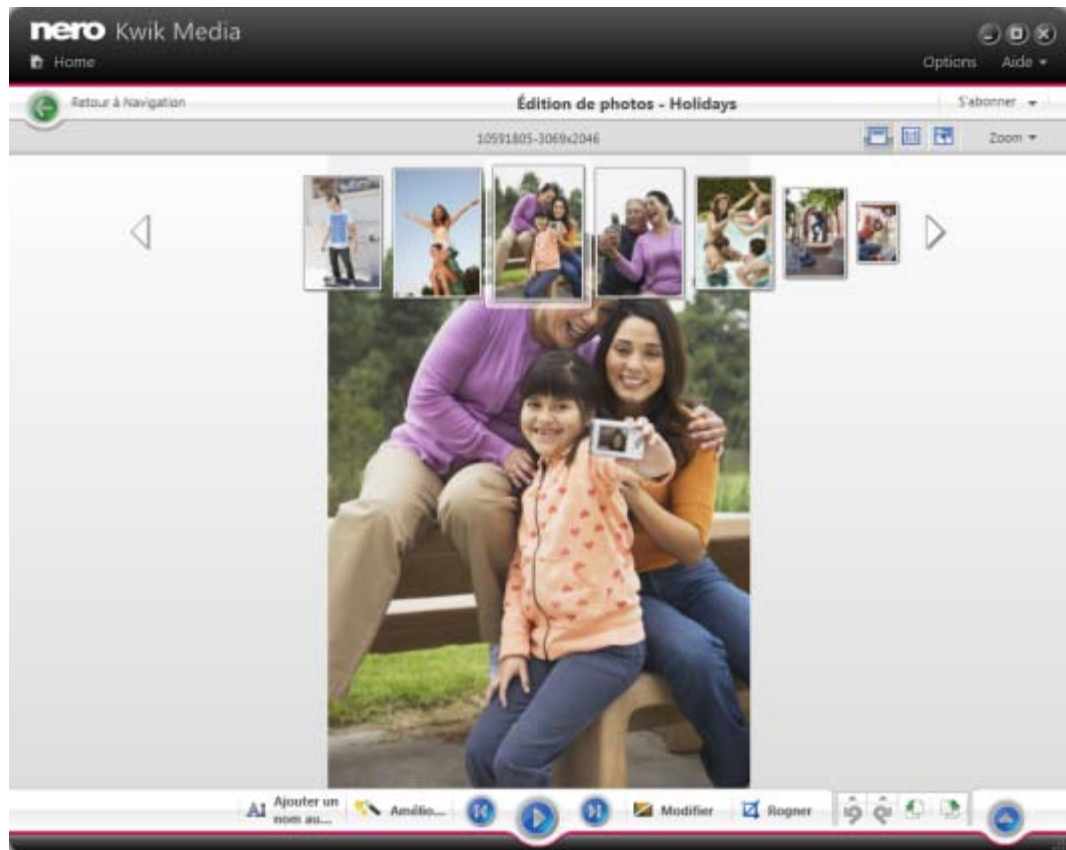 nero Kwik Media
Home
Options Aide
Retour à Navigation
Édition de photos - Holidays
S'abonner
10591805-3069x2046
Zoom
Ajouter un
nom au...
Amélio...
Modifier
Rogner